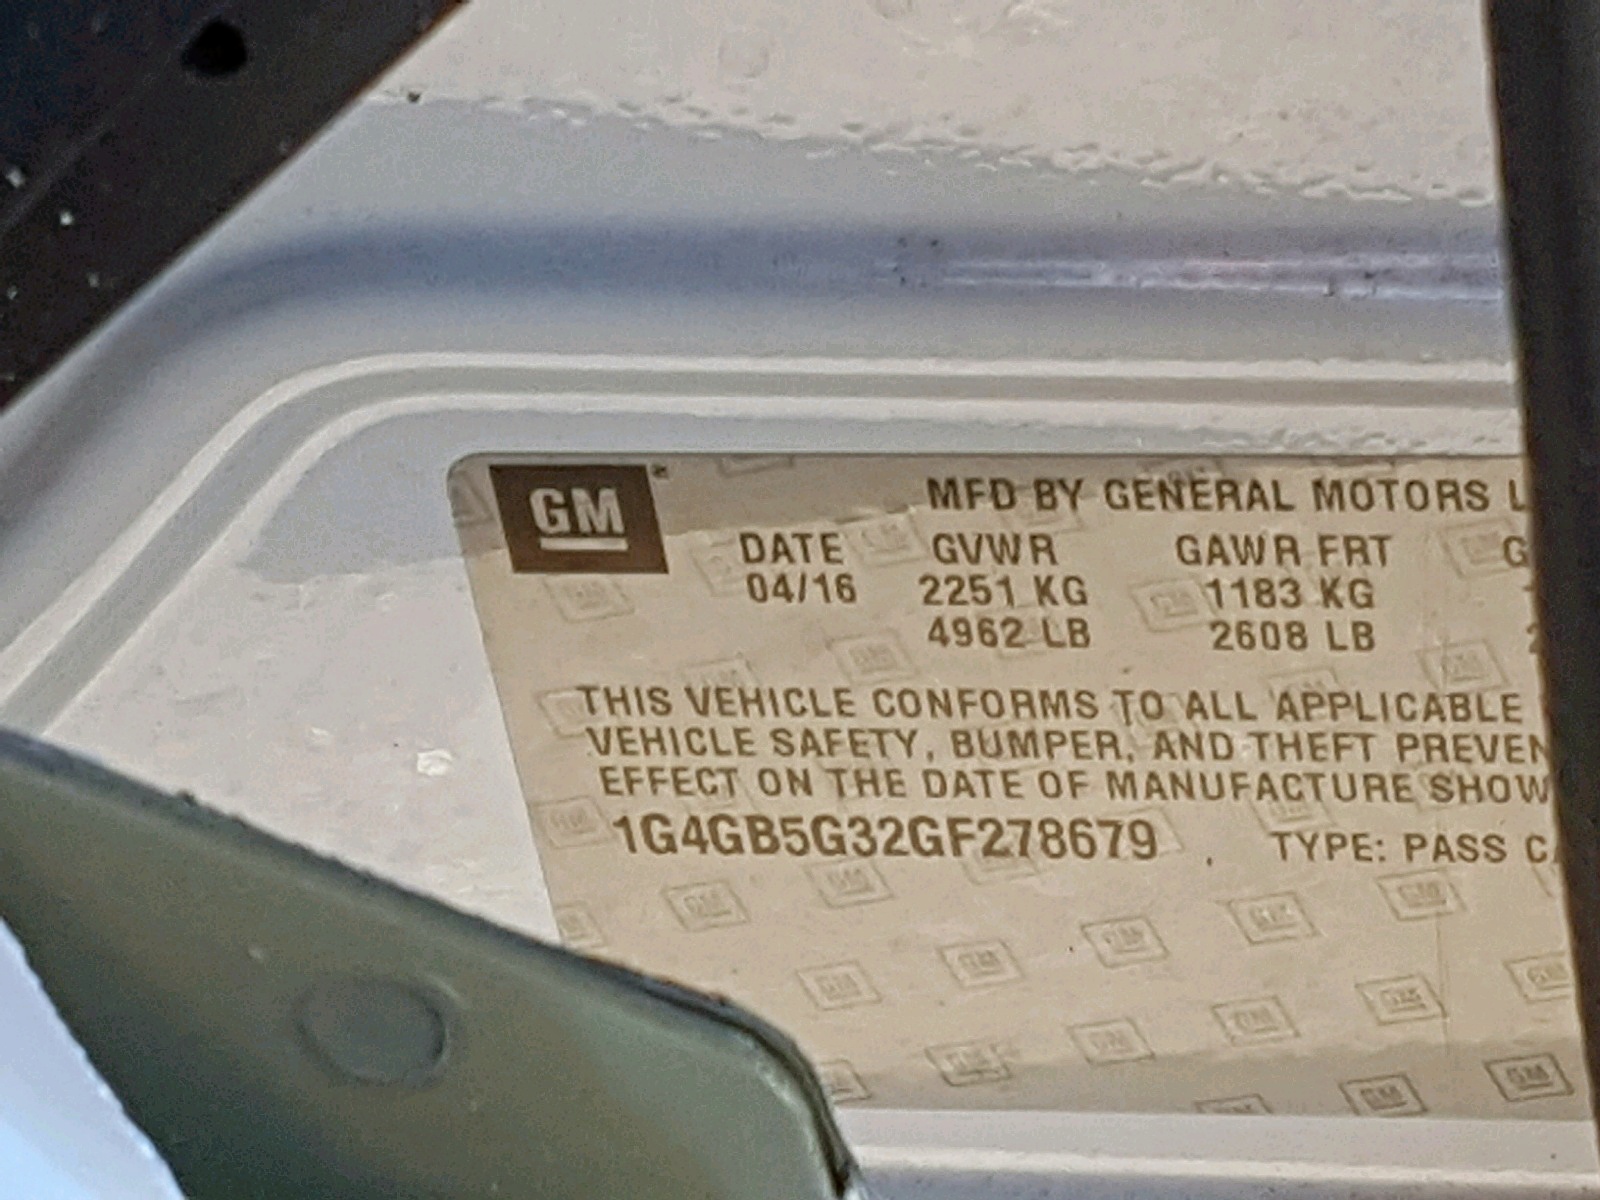 GM
MFD BY GENERAL MOTORS
DATE GVWR GAWR FRT
04/16 2251 KG 1183 KG
4962 LB 2608 LB
THIS VEHICLE CONFORMS TO ALL APPLICABLE
VEHICLE SAFETY, BUMPER, AND THEFT PREVEN
EFFECT ON THE DATE OF MANUFACTURE SHOW
1G4GB5G32GF278679 TYPE: PASS